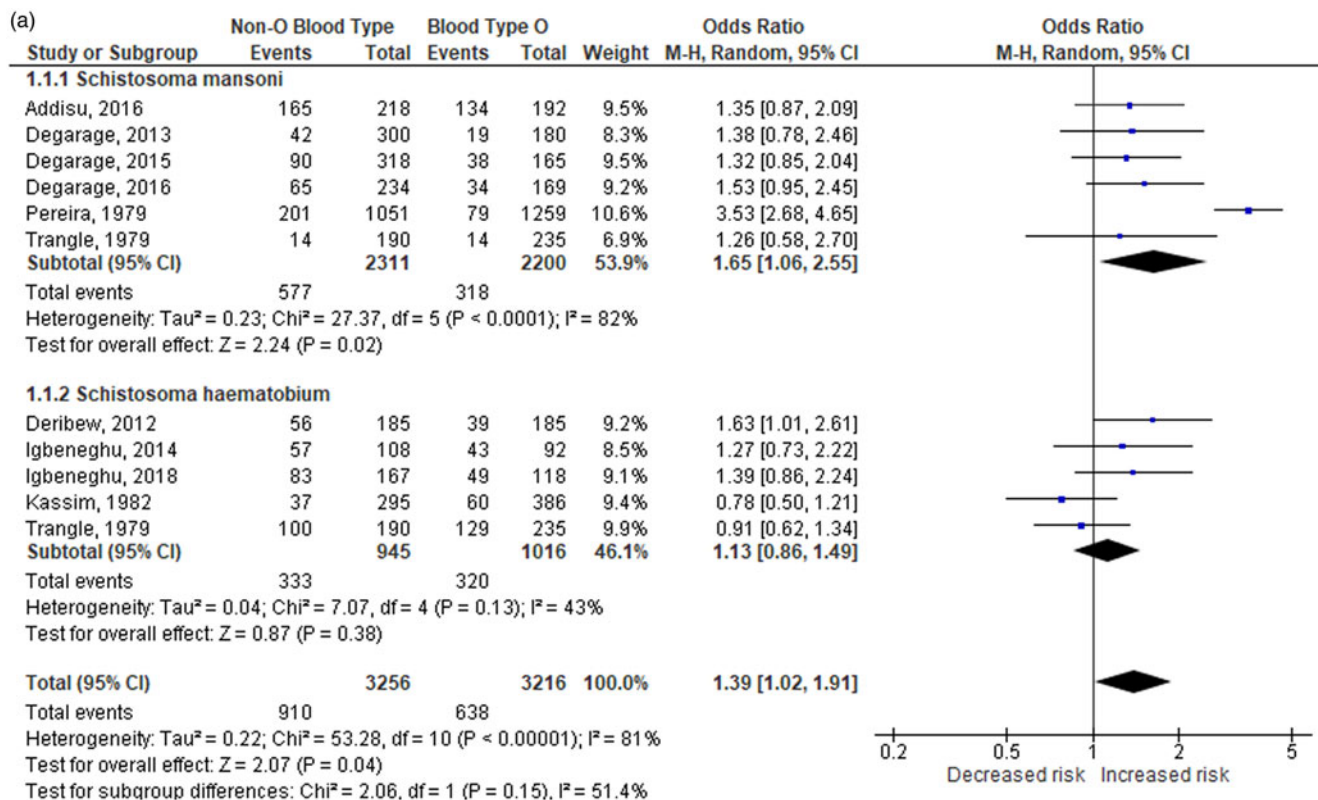 (a)
Non-O Blood Type Blood Type O Odds Ratio Odds Ratio
Study or Subgroup Events Total Events Total Weight M-H, Random, 95% CI M-H, Random, 95% CI
1.1.1 Schistosoma mansoni
Addisu, 2016 165 218 134 192 9.5% 1.35 [0.87, 2.09]
Degarage, 2013 42 300 19 180 8.3% 1.38 [0.78, 2.46]
Degarage, 2015 90 318 38 165 9.5% 1.32 [0.85, 2.04]
Degarage, 2016 65 234 34 169 9.2% 1.53 [0.95, 2.45]
Pereira, 1979 201 1051 79 1259 10.6% 3.53 [2.68, 4.65]
Trangle, 1979 14 190 14 235 6.9% 1.26 [0.58, 2.70]
Subtotal (95% CI) 2311 2200 53.9% 1.65 [1.06, 2.55]
Total events 577 318
Heterogeneity: Tau² = 0.23; Chi² = 27.37, df = 5 (P < 0.0001); I² = 82%
Test for overall effect: Z = 2.24 (P = 0.02)
1.1.2 Schistosoma haematobium
Deribew, 2012 56 185 39 185 9.2% 1.63 [1.01, 2.61]
Igbeneghu, 2014 57 108 43 92 8.5% 1.27 [0.73, 2.22]
Igbeneghu, 2018 83 167 49 118 9.1% 1.39 [0.86, 2.24]
Kassim, 1982 37 295 60 386 9.4% 0.78 [0.50, 1.21]
Trangle, 1979 100 190 129 235 9.9% 0.91 [0.62, 1.34]
Subtotal (95% CI) 945 1016 46.1% 1.13 [0.86, 1.49]
Total events 333 320
Heterogeneity: Tau² = 0.04; Chi² = 7.07, df = 4 (P = 0.13); I² = 43%
Test for overall effect: Z = 0.87 (P = 0.38)
Total (95% CI) 3256 3216 100.0% 1.39 [1.02, 1.91]
Total events 910 638
Heterogeneity: Tau² = 0.22; Chi² = 53.28, df = 10 (P < 0.00001); I² = 81%
Test for overall effect: Z = 2.07 (P = 0.04)
Test for subgroup differences: Chi² = 2.06, df = 1 (P = 0.15), I² = 51.4%
0.2 0.5 1 2 5
Decreased risk Increased risk